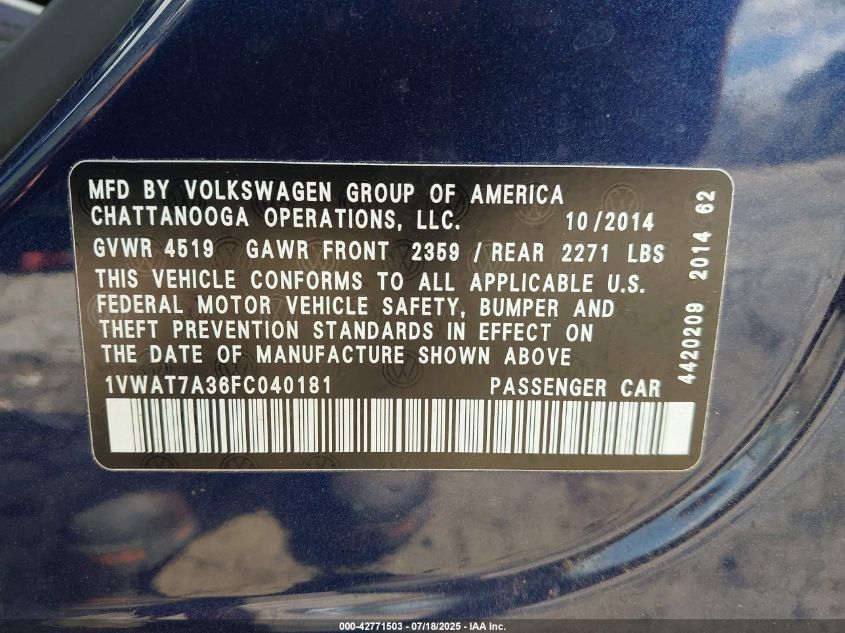 MFD BY VOLKSWAGEN GROUP OF AMERICA
CHATTANOOGA OPERATIONS, LLC. 10/2014
GVWR 4519 GAWR FRONT 2359 / REAR 2271 LBS
THIS VEHICLE CONFORMS TO ALL APPLICABLE U.S.
FEDERAL MOTOR VEHICLE SAFETY, BUMPER AND
THEFT PREVENTION STANDARDS IN EFFECT ON
THE DATE OF MANUFACTURE SHOWN ABOVE
1VWAT7A36FC040181 PASSENGER CAR
4420209 2014 62
000-42771503 - 07/18/2025 - IAA Inc.